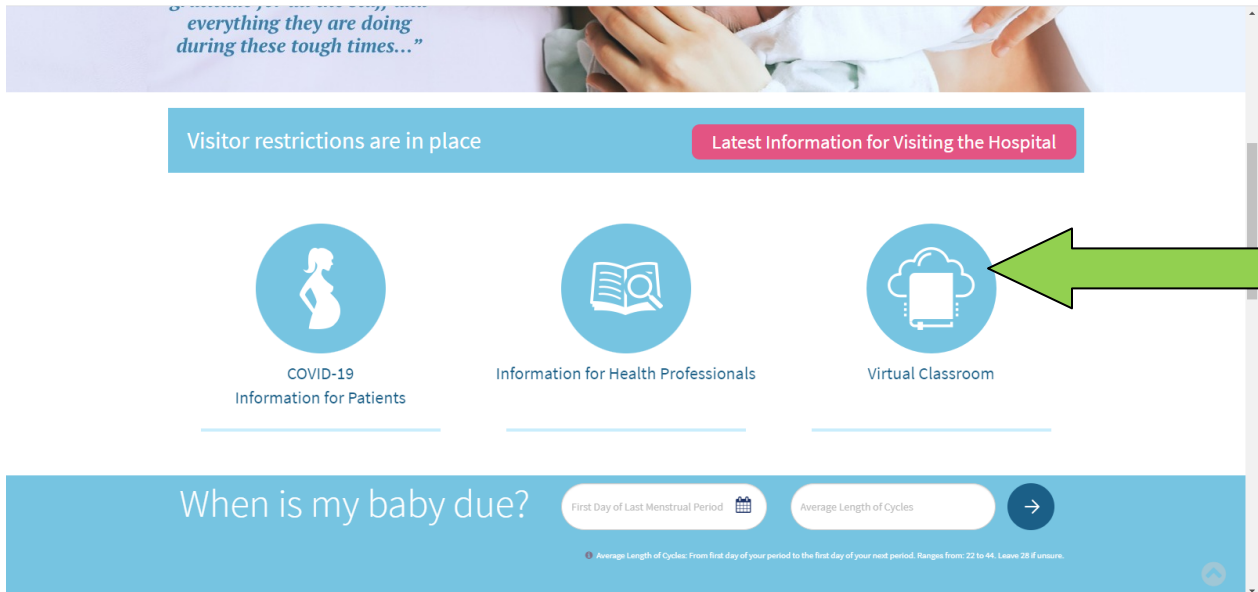 everything they are doing
during these tough times…”
Visitor restrictions are in place
Latest Information for Visiting the Hospital
COVID-19
Information for Patients
Information for Health Professionals
Virtual Classroom
When is my baby due?
First Day of Last Menstrual Period
Average Length of Cycles
Average Length of Cycles: From first day of your period to the first day of your next period. Ranges from: 22 to 44. Leave 28 if unsure.